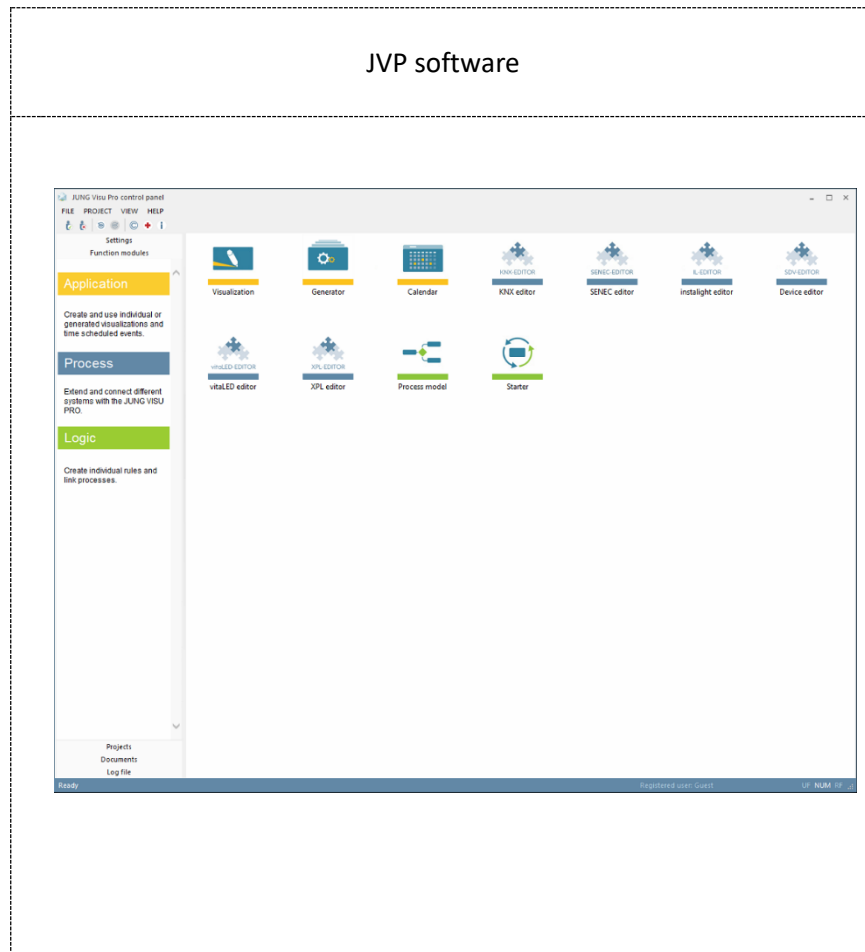 JVP software
JUNG Visu Pro control panel
FILE PROJECT VIEW HELP
Settings
Function modules
Application
Create and use individual or
generated visualizations and
time scheduled events.
Process
Extend and connect different
systems with the JUNG VISU
PRO.
Logic
Create individual rules and
link processes.
Projects
Documents
Log file
KNX-EDITOR SENEC-EDITOR IL-EDITOR SDV-EDITOR
Visualization Generator Calendar KNX editor SENEC editor instalight editor Device editor
vitaLED-EDITOR XPL-EDITOR
vitaLED editor XPL editor Process model Starter
Ready Registered user: Guest UF NUM RF